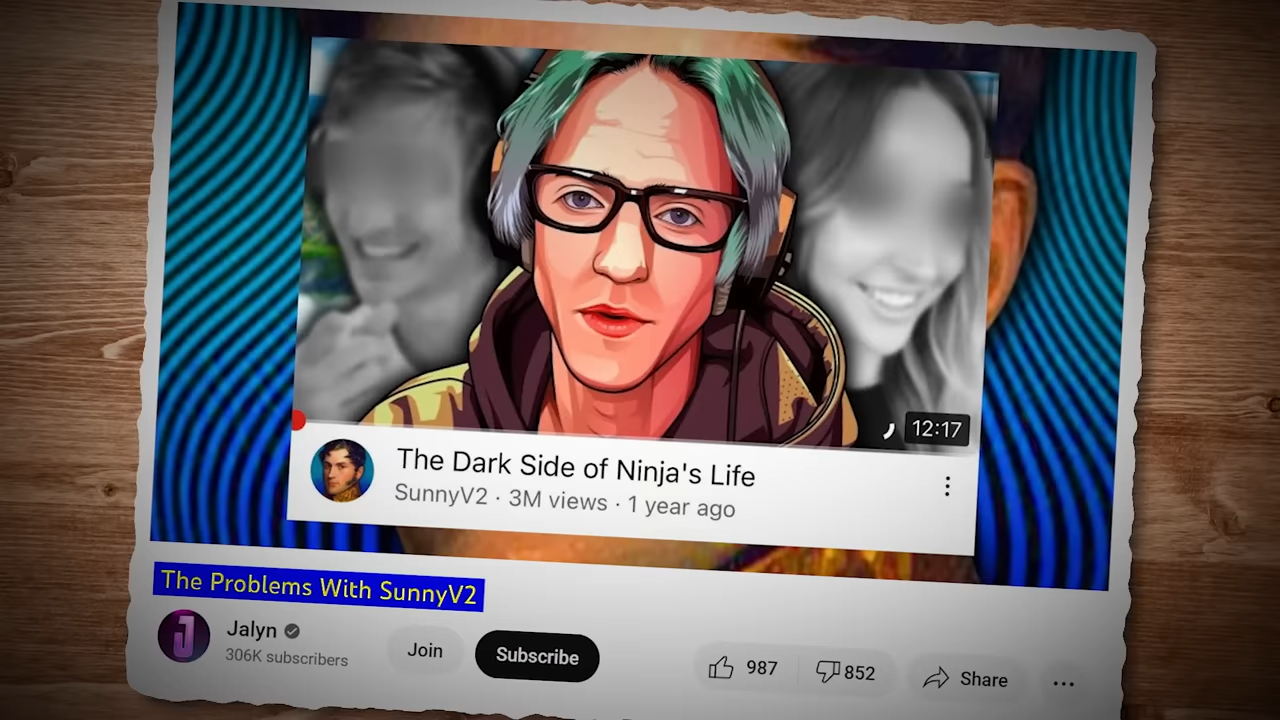 12:17
The Dark Side of Ninja's Life
SunnyV2 · 3M views · 1 year ago
The Problems With SunnyV2
J
Jalyn
306K subscribers
Join
Subscribe
987
852
Share